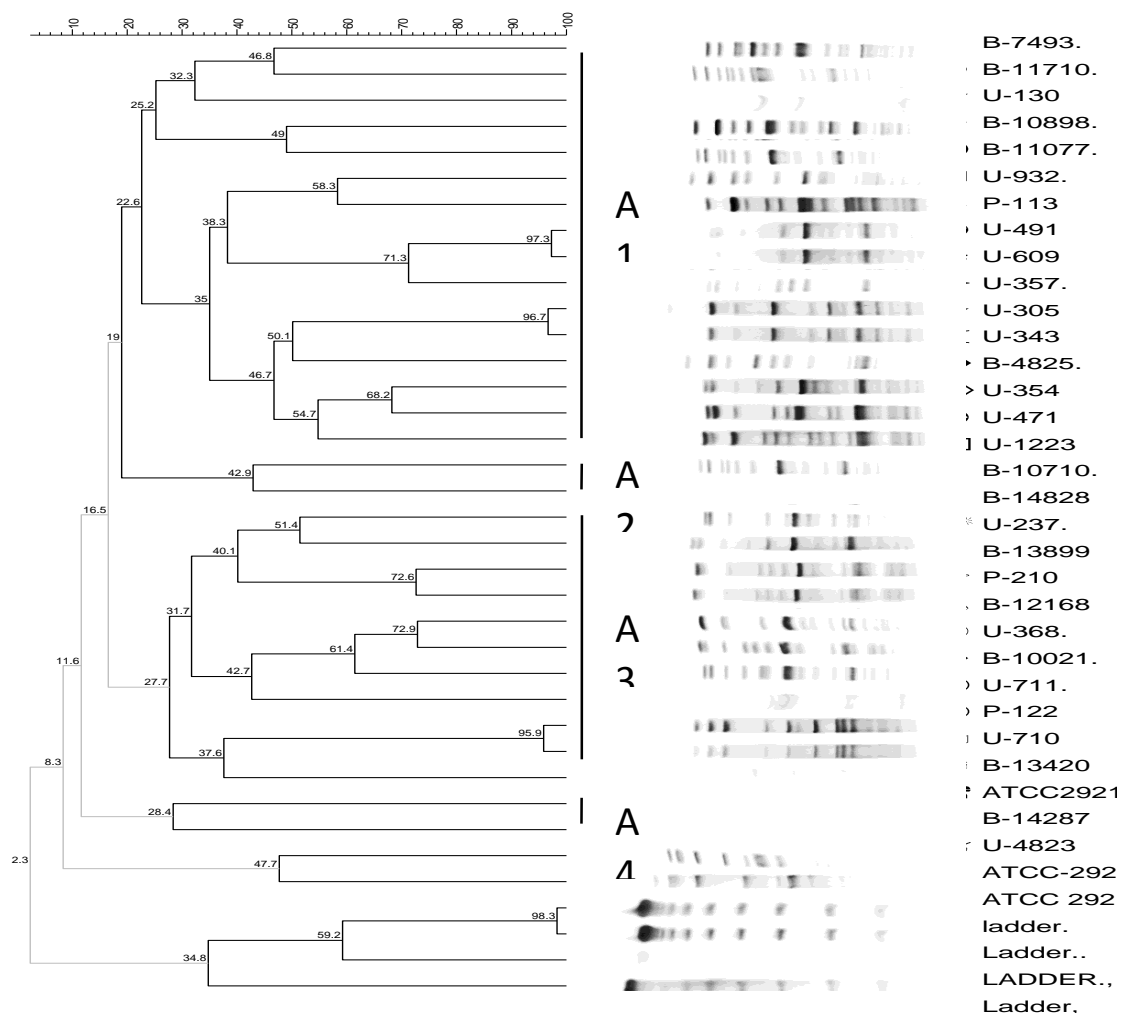 10 20 30 40 50 60 70 80 90 100
46.8
32.3
25.2
49
58.3
22.6
38.3
97.3
71.3
35
96.7
50.1
19
46.7
68.2
54.7
42.9
16.5
51.4
40.1
72.6
31.7
72.9
61.4
11.6
42.7
27.7
95.9
37.6
8.3
28.4
47.7
2.3
98.3
59.2
34.8
A
1
A
2
A
3
A
4
B-7493.
B-11710.
U-130
B-10898.
B-11077.
U-932.
P-113
U-491
U-609
U-357.
U-305
U-343
B-4825.
U-354
U-471
U-1223
B-10710.
B-14828
U-237.
B-13899
P-210
B-12168
U-368.
B-10021.
U-711.
P-122
U-710
B-13420
ATCC2921
B-14287
U-4823
ATCC-292
ATCC 292
ladder.
Ladder..
LADDER.,
Ladder,